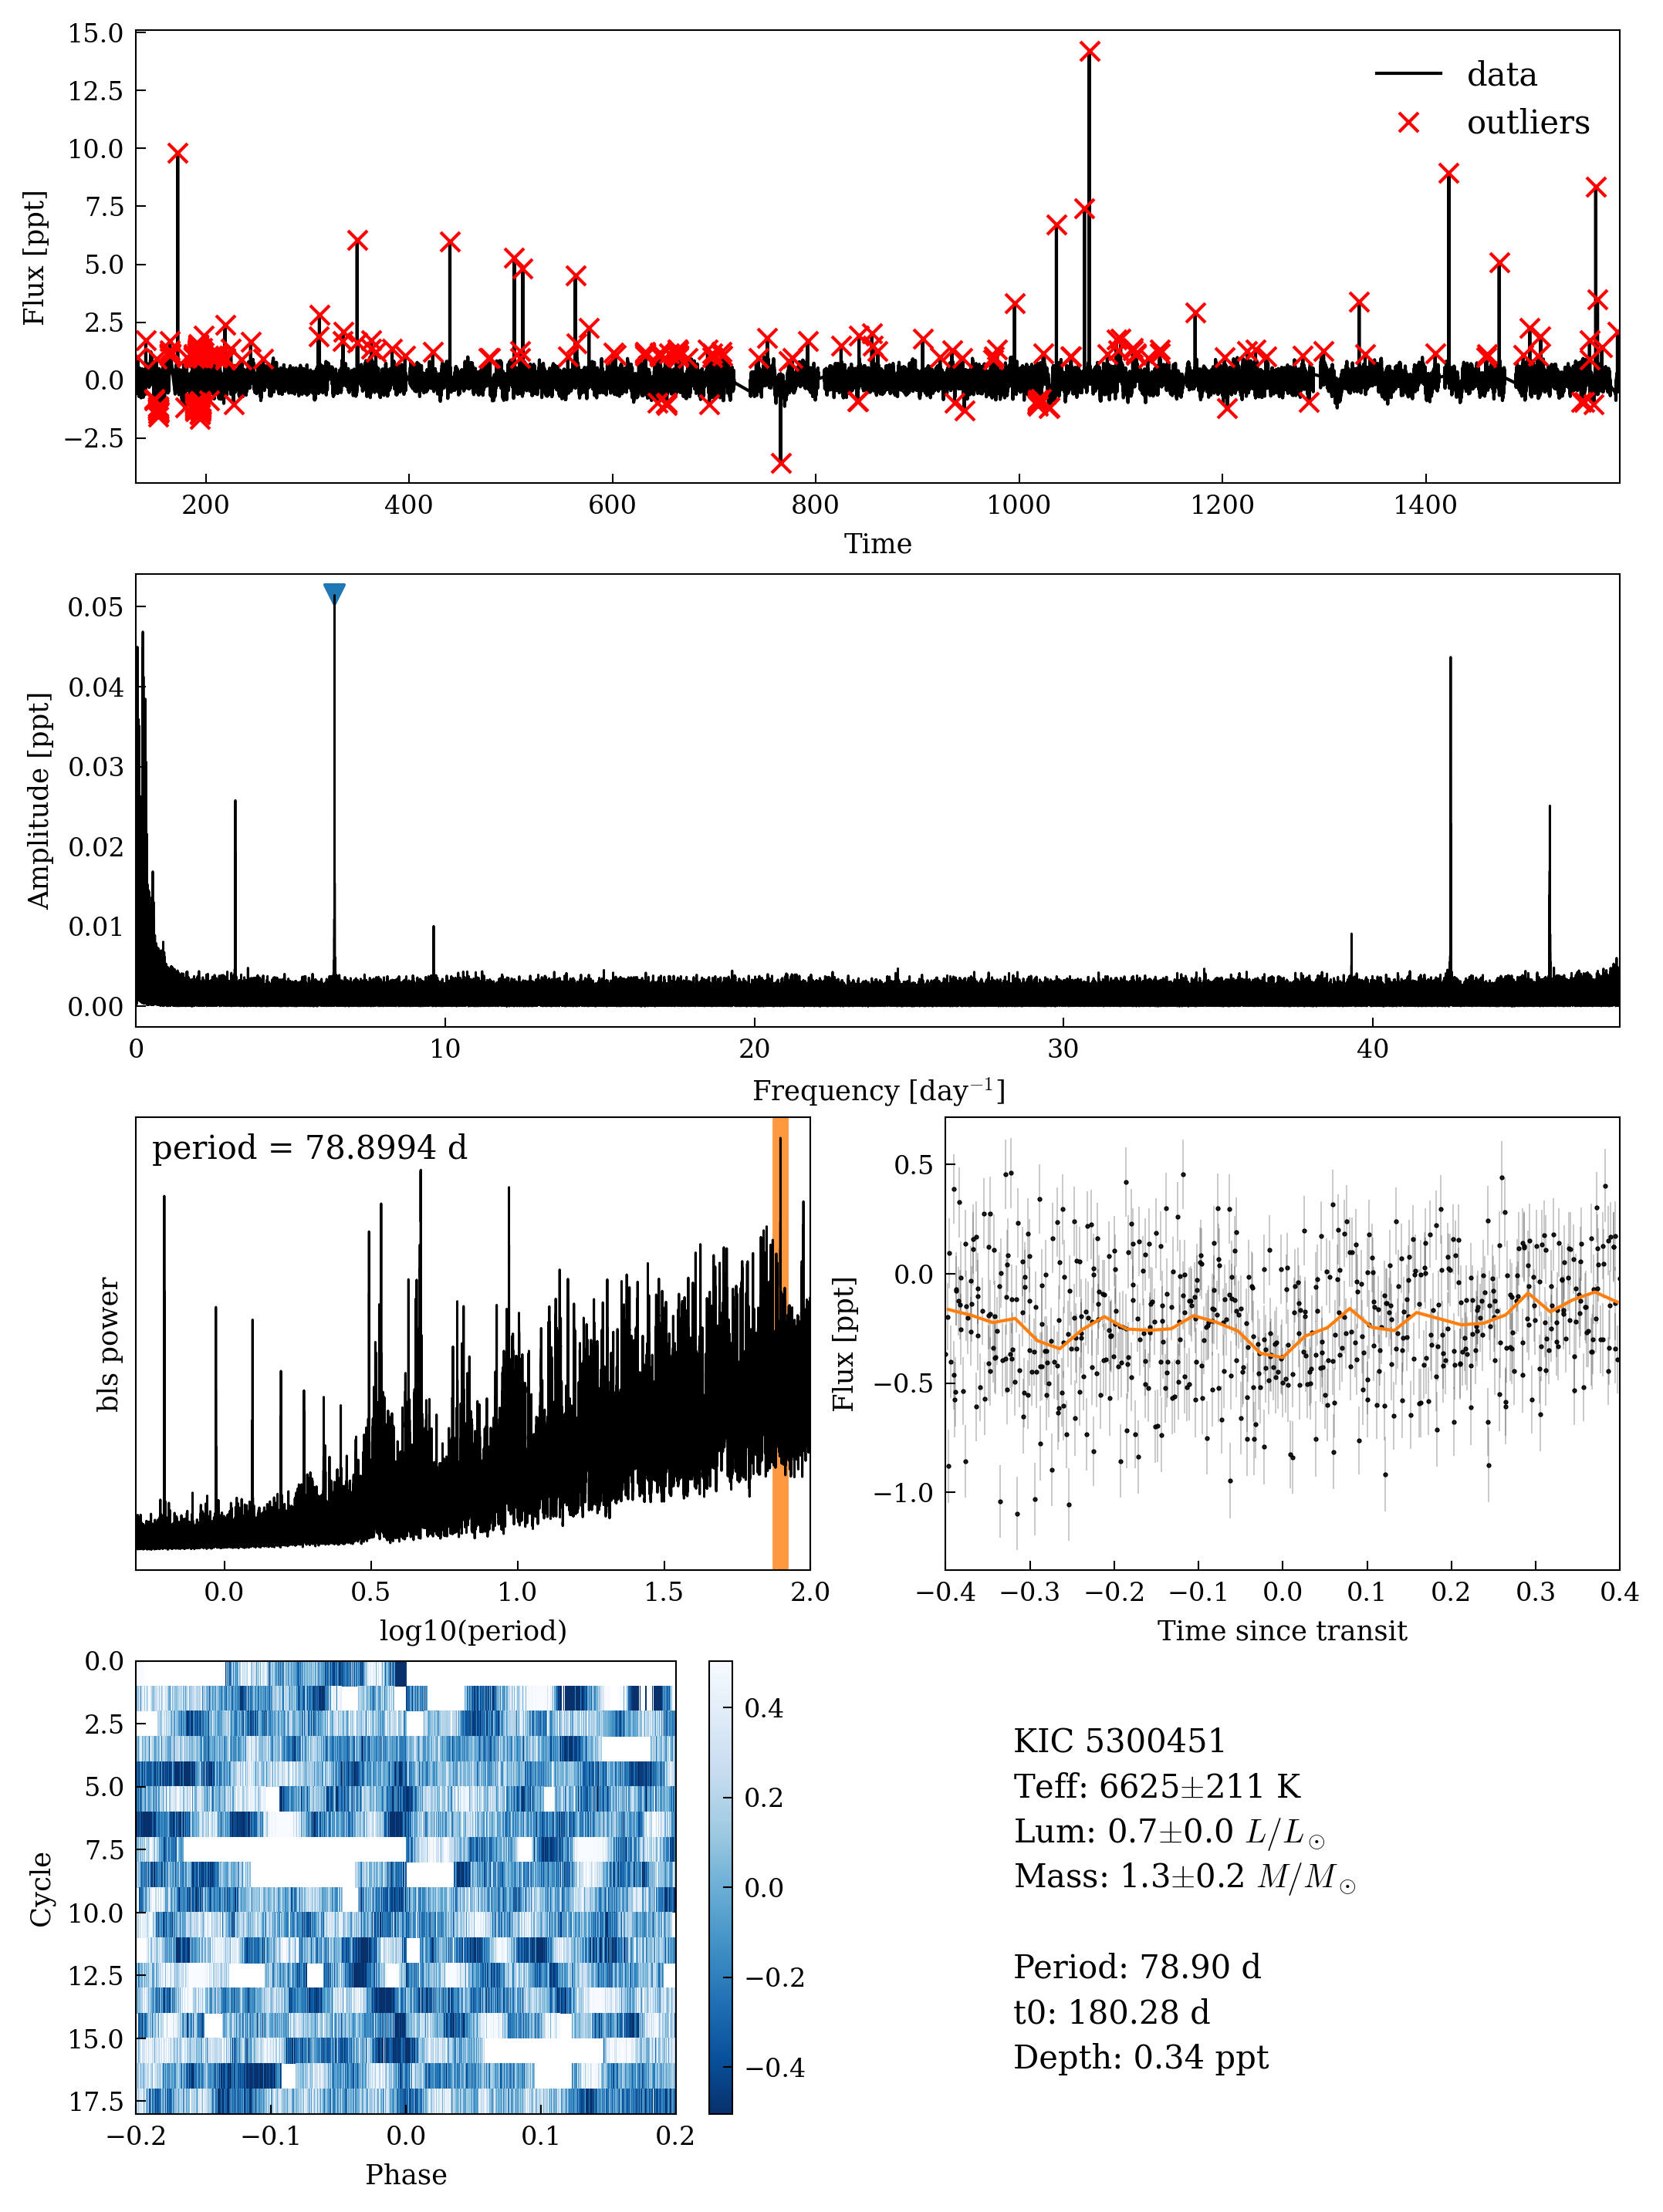 15.0
12.5
10.0
7.5
5.0
2.5
0.0
−2.5
Flux [ppt]
data
outliers
200 400 600 800 1000 1200 1400
Time
0.05
0.04
0.03
0.02
0.01
0.00
Amplitude [ppt]
0 10 20 30 40
Frequency [day⁻¹]
period = 78.8994 d
bls power
0.0 0.5 1.0 1.5 2.0
log10(period)
0.5
0.0
−0.5
−1.0
Flux [ppt]
−0.4 −0.3 −0.2 −0.1 0.0 0.1 0.2 0.3 0.4
Time since transit
0.0
2.5
5.0
7.5
10.0
12.5
15.0
17.5
Cycle
−0.2 −0.1 0.0 0.1 0.2
Phase
0.4
0.2
0.0
−0.2
−0.4
KIC 5300451
Teff: 6625±211 K
Lum: 0.7±0.0 L/L⊙
Mass: 1.3±0.2 M/M⊙
Period: 78.90 d
t0: 180.28 d
Depth: 0.34 ppt